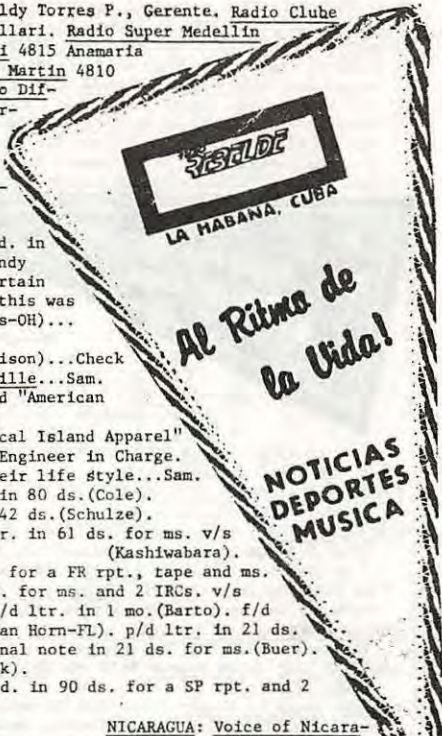 ldy Torres P., Gerente. Radio Clube
llari. Radio Super Medellin
i 4815 Anamaria
Martin 4810
o Dif-
r-
-
d. in
ndy
rtain
this was
s-OH)...
ison)...Check
ille...Sam.
d "American
cal Island Apparel"
Engineer in Charge.
eir life style...Sam.
in 80 ds.(Cole).
42 ds.(Schulze).
r. in 61 ds. for ms. v/s
(Kashiwabara).
for a FR rpt., tape and ms.
. for ms. and 2 IRCs. v/s
/d ltr. in 1 mo.(Barto). f/d
an Horn-FL). p/d ltr. in 21 ds.
nal note in 21 ds. for ms.(Buer).
k).
d. in 90 ds. for a SP rpt. and 2
NICARAGUA: Voice of Nicara-
REBELDE
LA HABANA, CUBA
Al Ritmo de
la Vida!
NOTICIAS
DEPORTES
MUSICA